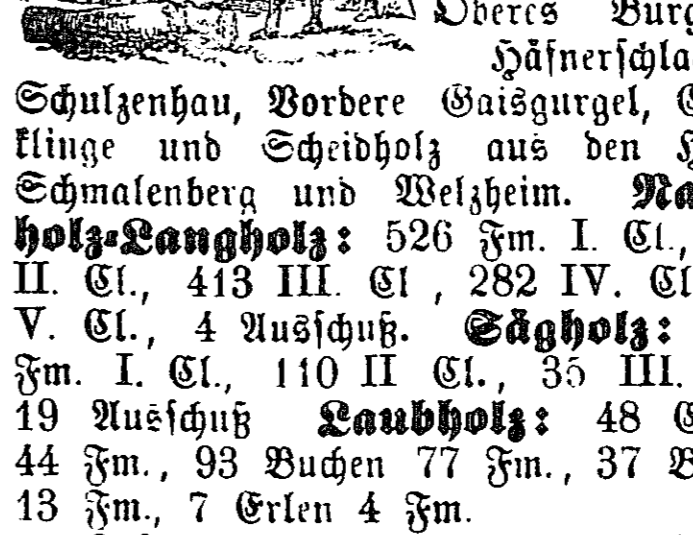 Oberes Burg
Häfnerschla
Schulzenhau, Vordere Gaisgurgel,
klinge und Scheidholz aus den
Schmalenberg und Welzheim. Na
holz-Langholz: 526 Fm. I. Cl.,
II. Cl., 413 III. Cl , 282 IV. Cl
V. Cl., 4 Ausschuß. Sägholz:
Fm. I. Cl., 110 II Cl., 35 III.
19 Ausschuß Laubholz: 48
44 Fm., 93 Buchen 77 Fm., 37 B
13 Fm., 7 Erlen 4 Fm.